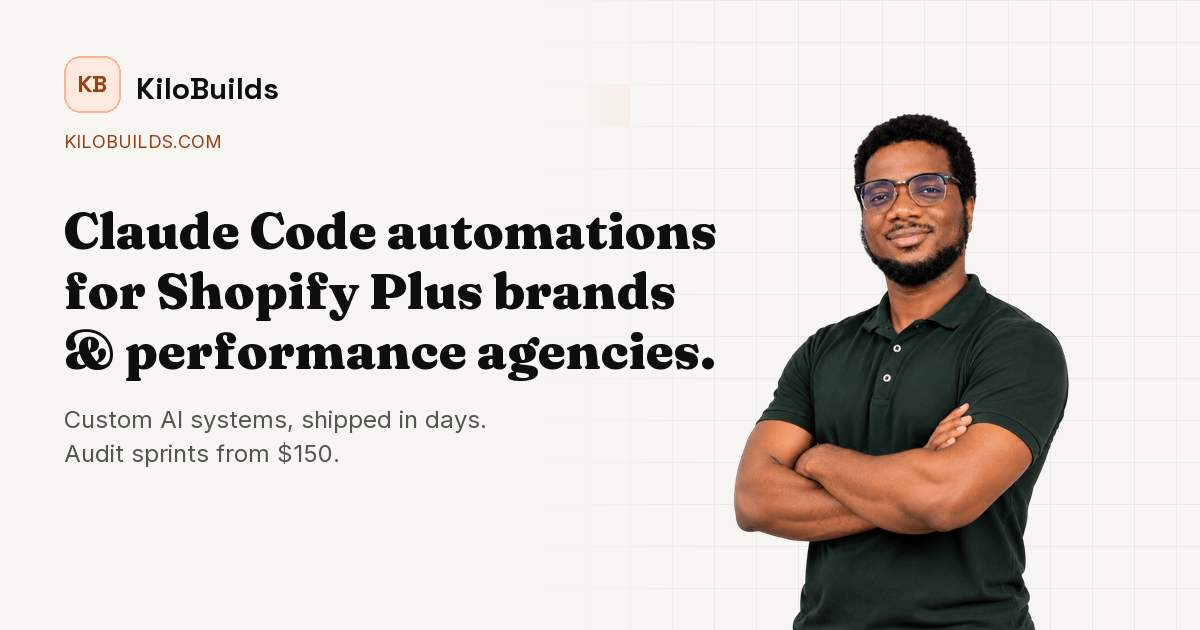 KB
KiloBuilds
KILOBUILDS.COM
Claude Code automations
for Shopify Plus brands
& performance agencies.
Custom AI systems, shipped in days.
Audit sprints from $150.